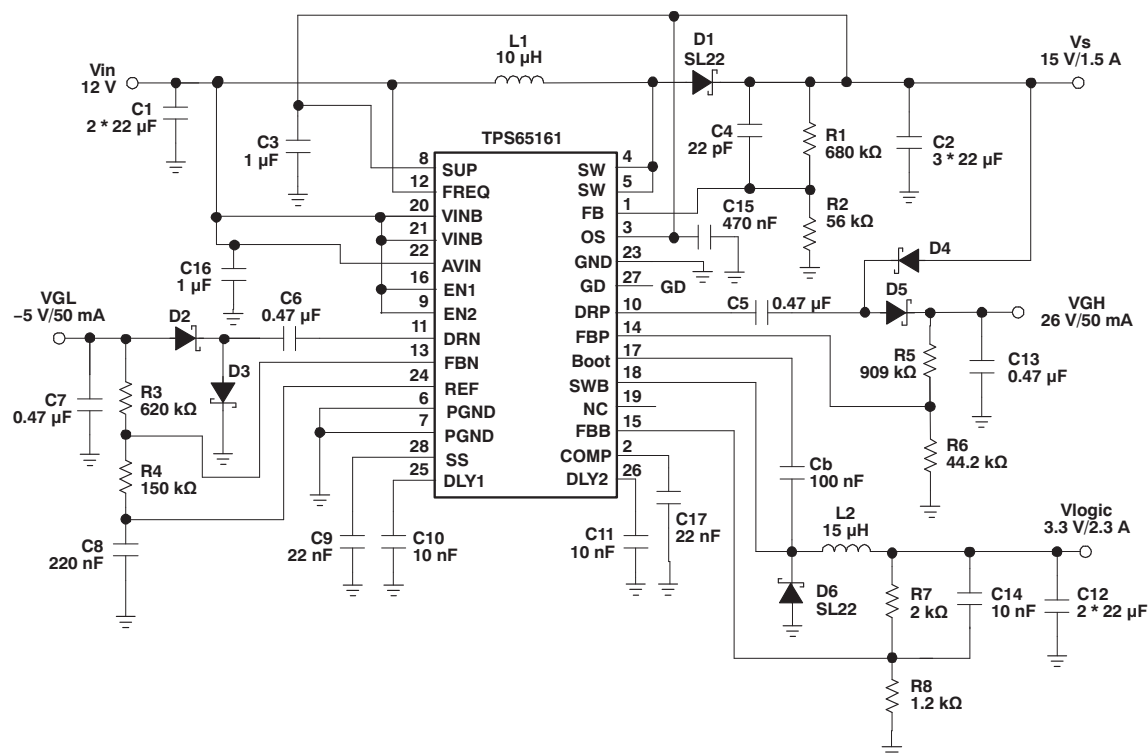 L1
10 µH
D1
SL22
Vs
15 V/1.5 A
Vin
12 V
C1
2 * 22 µF
C3
1 µF
TPS65161
C4
22 pF
R1
680 kΩ
C2
3 * 22 µF
8
SUP
12
FREQ
20
VINB
21
VINB
22
AVIN
16
EN1
9
EN2
11
DRN
13
FBN
24
REF
6
PGND
7
PGND
28
SS
25
DLY1
SW
4
SW
5
FB
1
OS
3
GND
23
GD
27
GD
DRP
10
FBP
14
Boot
17
SWB
18
NC
19
FBB
15
COMP
2
DLY2
26
C15
470 nF
R2
56 kΩ
D4
D5
C5
0.47 µF
VGH
26 V/50 mA
R5
909 kΩ
C13
0.47 µF
R6
44.2 kΩ
C16
1 µF
VGL
–5 V/50 mA
D2
C6
0.47 µF
D3
C7
0.47 µF
R3
620 kΩ
R4
150 kΩ
C8
220 nF
C9
22 nF
C10
10 nF
C11
10 nF
C17
22 nF
Cb
100 nF
L2
15 µH
Vlogic
3.3 V/2.3 A
D6
SL22
R7
2 kΩ
C14
10 nF
C12
2 * 22 µF
R8
1.2 kΩ